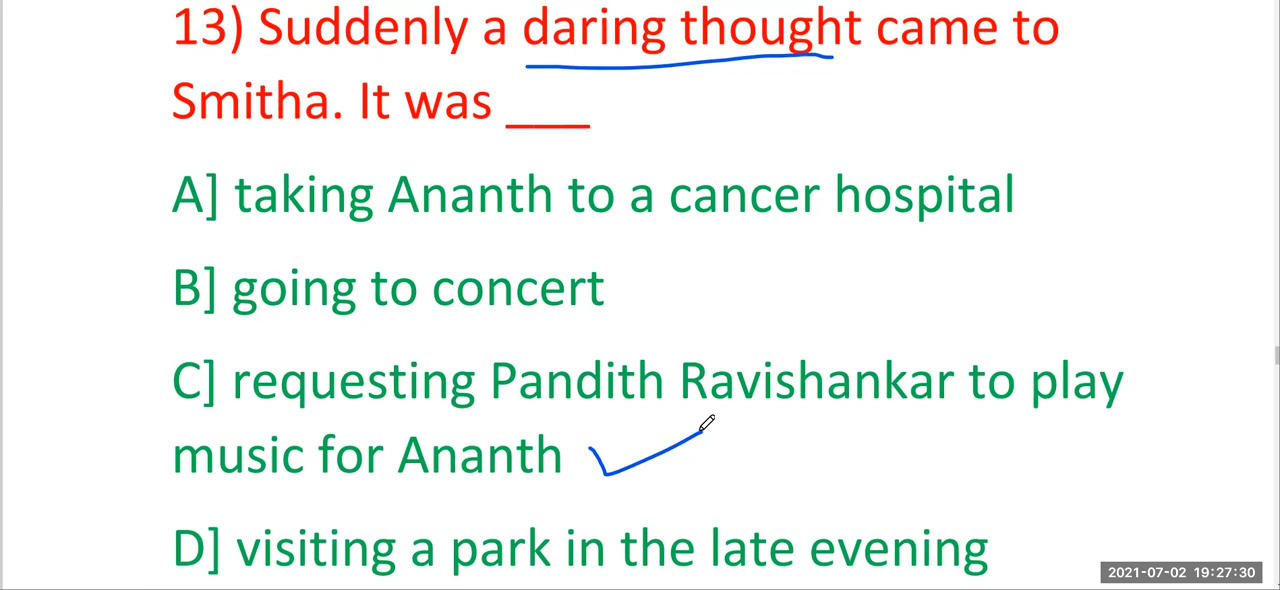 13) Suddenly a daring thought came to
Smitha. It was ___
A] taking Ananth to a cancer hospital
B] going to concert
C] requesting Pandith Ravishankar to play
music for Ananth
D] visiting a park in the late evening
2021-07-02 19:27:30